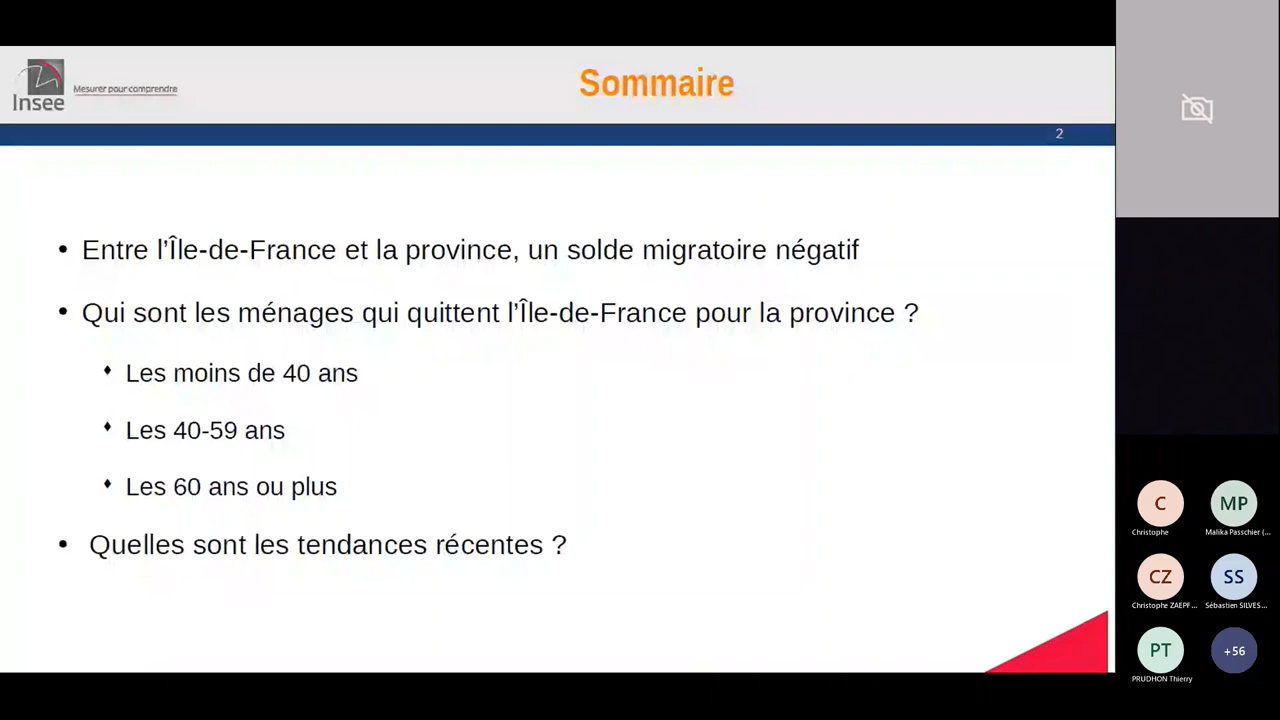 Insee
Mesurer pour comprendre
Sommaire
2
• Entre l’Île-de-France et la province, un solde migratoire négatif
• Qui sont les ménages qui quittent l’Île-de-France pour la province ?
♦ Les moins de 40 ans
♦ Les 40-59 ans
♦ Les 60 ans ou plus
• Quelles sont les tendances récentes ?
C
MP
Christophe
Malika Passchier (...
CZ
SS
Christophe ZAEPF...
Sébastien SILVES...
PT
+56
PRUDHON Thierry